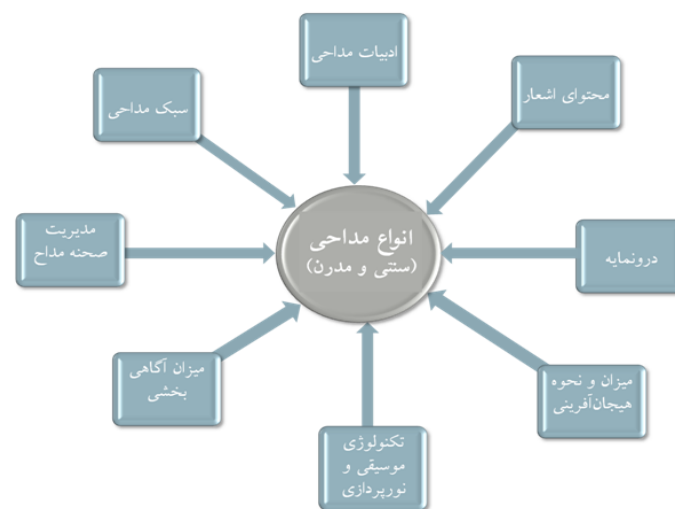 ادبیات مداحی
محتوای اشعار
سبک مداحی
انواع مداحی
(سنتی و مدرن)
درونمایه
مدیریت
صحنه مداح
میزان و نحوه
هیجان‌آفرینی
میزان آگاهی
بخشی
تکنولوژی
موسیقی و
نورپردازی